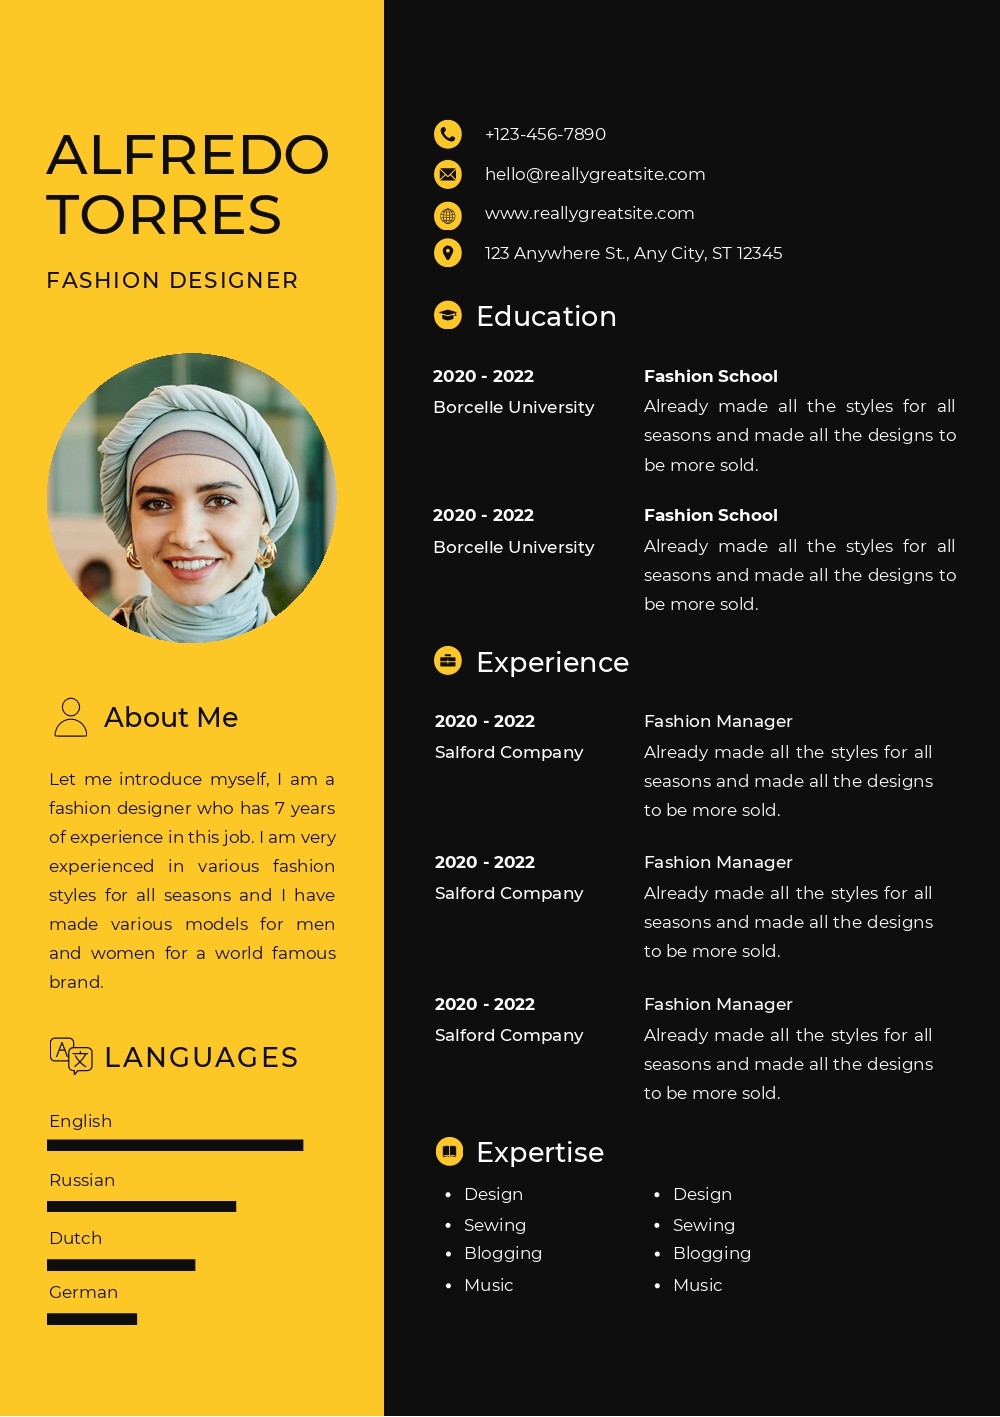 ALFREDO
TORRES
FASHION DESIGNER
About Me
Let me introduce myself, I am a
fashion designer who has 7 years
of experience in this job. I am very
experienced in various fashion
styles for all seasons and I have
made various models for men
and women for a world famous
brand.
A 文
LANGUAGES
English
Russian
Dutch
German
+123-456-7890
hello@reallygreatsite.com
www.reallygreatsite.com
123 Anywhere St., Any City, ST 12345
Education
2020 - 2022
Borcelle University
Fashion School
Already made all the styles for all
seasons and made all the designs to
be more sold.
2020 - 2022
Borcelle University
Fashion School
Already made all the styles for all
seasons and made all the designs to
be more sold.
Experience
2020 - 2022
Salford Company
Fashion Manager
Already made all the styles for all
seasons and made all the designs
to be more sold.
2020 - 2022
Salford Company
Fashion Manager
Already made all the styles for all
seasons and made all the designs
to be more sold.
2020 - 2022
Salford Company
Fashion Manager
Already made all the styles for all
seasons and made all the designs
to be more sold.
Expertise
• Design
• Sewing
• Blogging
• Music
• Design
• Sewing
• Blogging
• Music